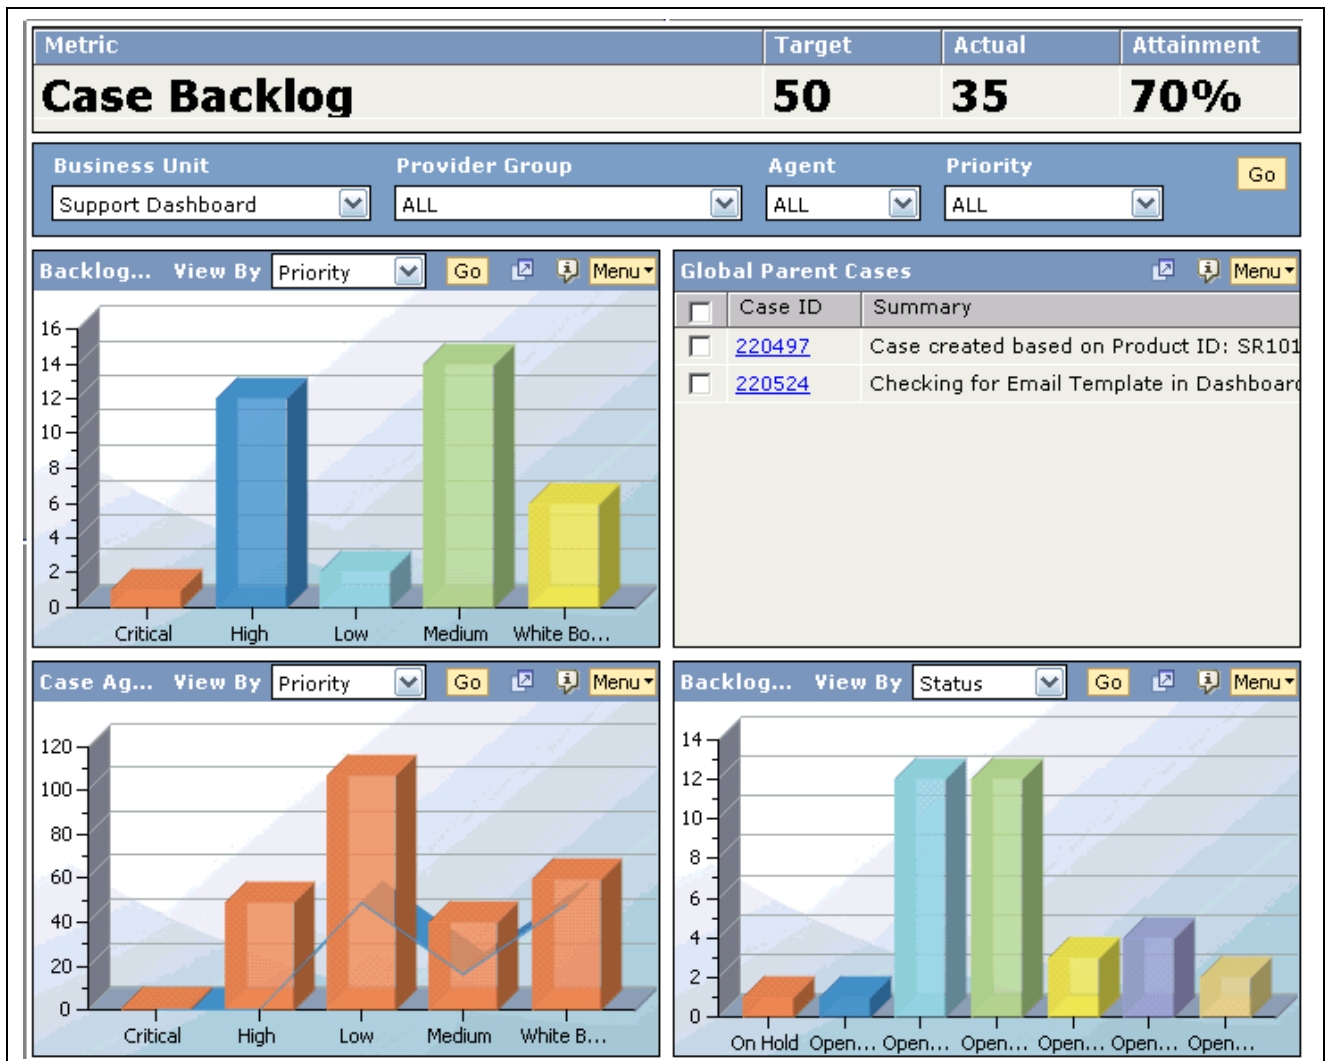 Metric Target Actual Attainment
Case Backlog 50 35 70%
Business Unit Provider Group Agent Priority Go
Support Dashboard ALL ALL ALL
Backlog... View By Priority Go Menu
16
14
12
10
8
6
4
2
0
Critical High Low Medium White Bo...
Global Parent Cases Menu
Case ID Summary
220497 Case created based on Product ID: SR101
220524 Checking for Email Template in Dashboard
Case Ag... View By Priority Go Menu
120
100
80
60
40
20
0
Critical High Low Medium White B...
Backlog... View By Status Go Menu
14
12
10
8
6
4
2
0
On Hold Open... Open... Open... Open... Open... Open...